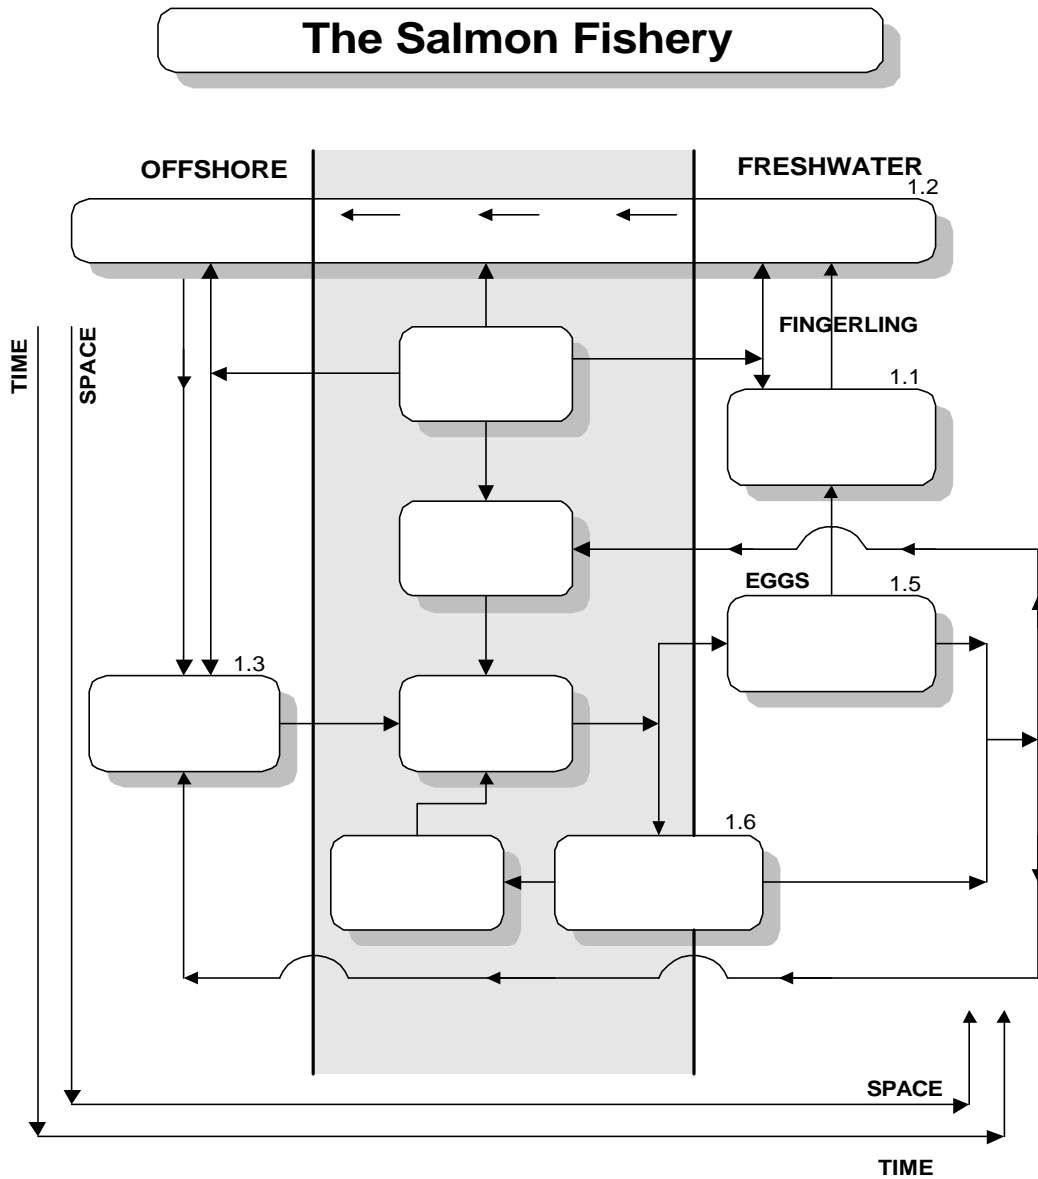 The Salmon Fishery
OFFSHORE
FRESHWATER
1.2
FINGERLING
TIME
SPACE
1.1
EGGS
1.5
1.3
1.6
SPACE
TIME